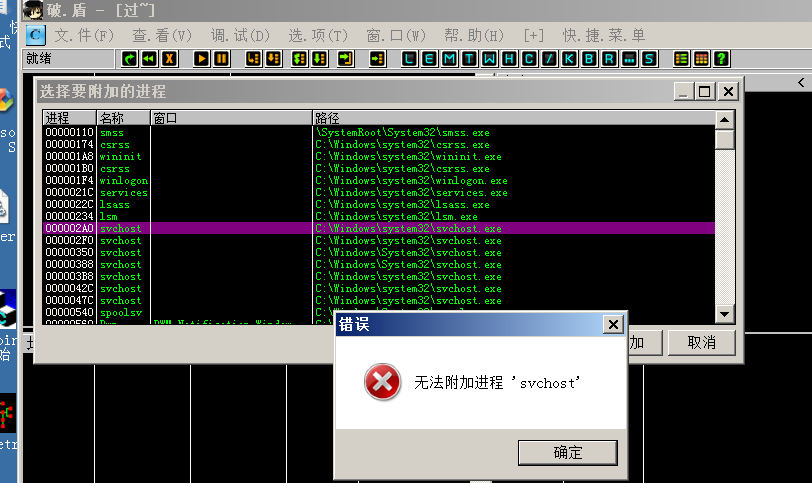 破.盾 - [过~]
C 文.件(F) 查.看(V) 调.试(D) 选.项(T) 窗.口(W) 帮.助(H) [+] 快.捷.菜.单
就绪 L E M T W H C / K B R ... S ?
选择要附加的进程
进程 名称 窗口 路径
00000110 smss \SystemRoot\System32\smss.exe
00000174 csrss C:\Windows\system32\csrss.exe
000001A8 wininit C:\Windows\system32\wininit.exe
000001B0 csrss C:\Windows\system32\csrss.exe
000001F4 winlogon C:\Windows\system32\winlogon.exe
0000021C services C:\Windows\system32\services.exe
0000022C lsass C:\Windows\system32\lsass.exe
00000234 lsm C:\Windows\system32\lsm.exe
000002A0 svchost C:\Windows\system32\svchost.exe
000002F0 svchost C:\Windows\system32\svchost.exe
00000350 svchost C:\Windows\System32\svchost.exe
00000388 svchost C:\Windows\System32\svchost.exe
000003B8 svchost C:\Windows\system32\svchost.exe
0000042C svchost C:\Windows\system32\svchost.exe
0000047C svchost C:\Windows\system32\svchost.exe
00000540 spoolsv
加 取消
错误
无法附加进程 'svchost'
确定